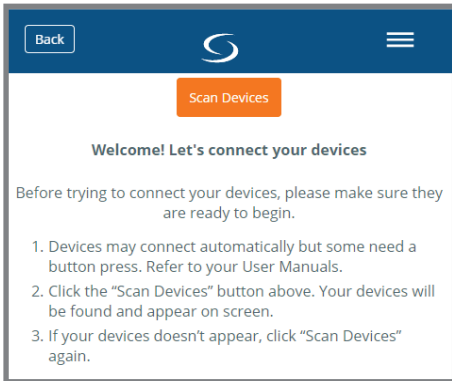 Back
Scan Devices
Welcome! Let's connect your devices
Before trying to connect your devices, please make sure they
are ready to begin.
1. Devices may connect automatically but some need a
button press. Refer to your User Manuals.
2. Click the “Scan Devices” button above. Your devices will
be found and appear on screen.
3. If your devices doesn’t appear, click “Scan Devices”
again.